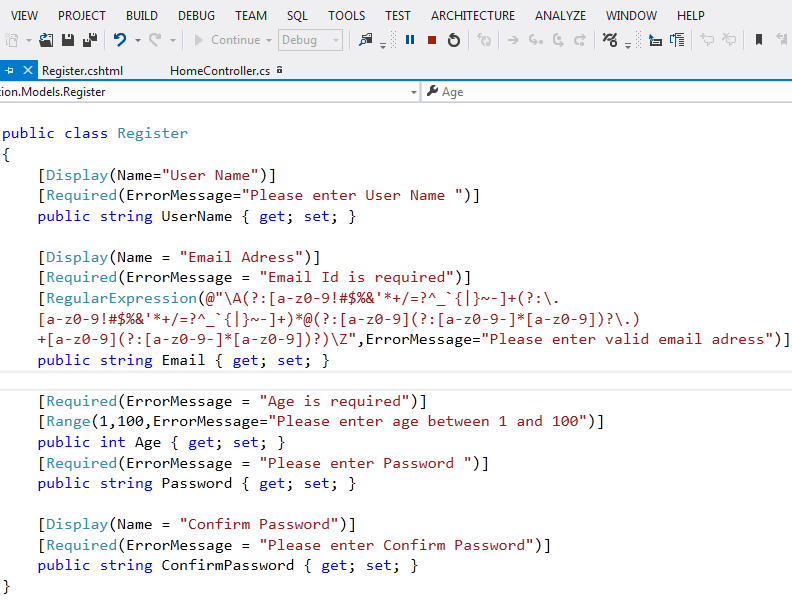 VIEW PROJECT BUILD DEBUG TEAM SQL TOOLS TEST ARCHITECTURE ANALYZE WINDOW HELP
Continue Debug
Register.cshtml HomeController.cs
ion.Models.Register Age
public class Register
{
[Display(Name="User Name")]
[Required(ErrorMessage="Please enter User Name ")]
public string UserName { get; set; }
[Display(Name = "Email Adress")]
[Required(ErrorMessage = "Email Id is required")]
[RegularExpression(@"\A(?:[a-z0-9!#$%&'*+/=?^_`{|}~-]+(?:\.
[a-z0-9!#$%&'*+/=?^_`{|}~-]+)*@(?:[a-z0-9](?:[a-z0-9-]*[a-z0-9])?\.)
+[a-z0-9](?:[a-z0-9-]*[a-z0-9])?)\Z",ErrorMessage="Please enter valid email adress")]
public string Email { get; set; }
[Required(ErrorMessage = "Age is required")]
[Range(1,100,ErrorMessage="Please enter age between 1 and 100")]
public int Age { get; set; }
[Required(ErrorMessage = "Please enter Password ")]
public string Password { get; set; }
[Display(Name = "Confirm Password")]
[Required(ErrorMessage = "Please enter Confirm Password")]
public string ConfirmPassword { get; set; }
}